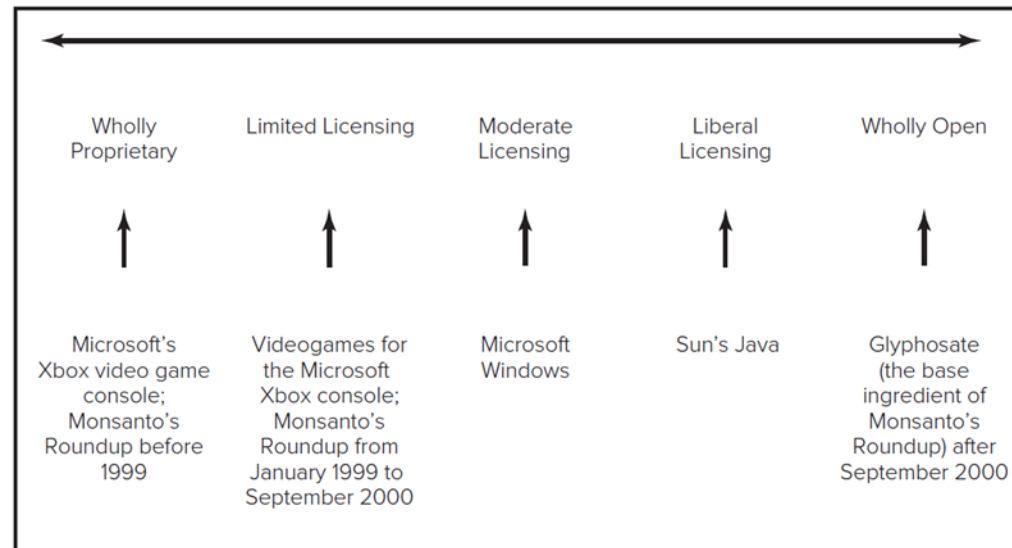 Wholly
Proprietary
Limited Licensing
Moderate
Licensing
Liberal
Licensing
Wholly Open
Microsoft's
Xbox video game
console;
Monsanto's
Roundup before
1999
Videogames for
the Microsoft
Xbox console;
Monsanto's
Roundup from
January 1999 to
September 2000
Microsoft
Windows
Sun's Java
Glyphosate
(the base
ingredient of
Monsanto's
Roundup) after
September 2000